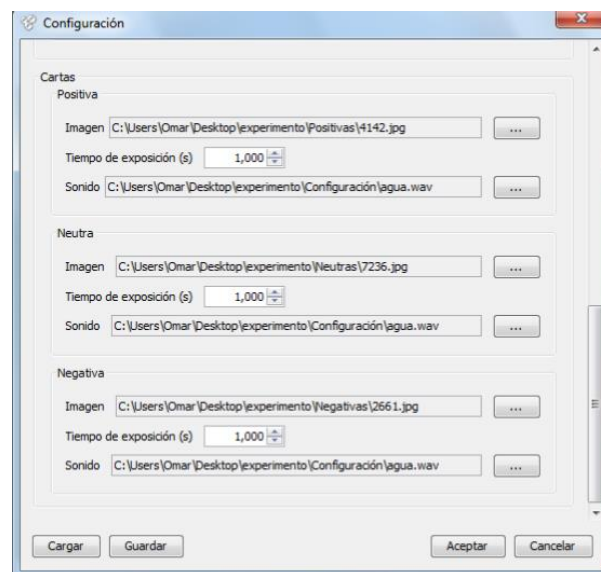 Configuración
Cartas
Positiva
Imagen C:\Users\Omar\Desktop\experimento\Positivas\4142.jpg ...
Tiempo de exposición (s) 1,000
Sonido C:\Users\Omar\Desktop\experimento\Configuración\agua.wav ...
Neutra
Imagen C:\Users\Omar\Desktop\experimento\Neutras\7236.jpg ...
Tiempo de exposición (s) 1,000
Sonido C:\Users\Omar\Desktop\experimento\Configuración\agua.wav ...
Negativa
Imagen C:\Users\Omar\Desktop\experimento\Negativas\2661.jpg ...
Tiempo de exposición (s) 1,000
Sonido C:\Users\Omar\Desktop\experimento\Configuración\agua.wav ...
Cargar Guardar Aceptar Cancelar